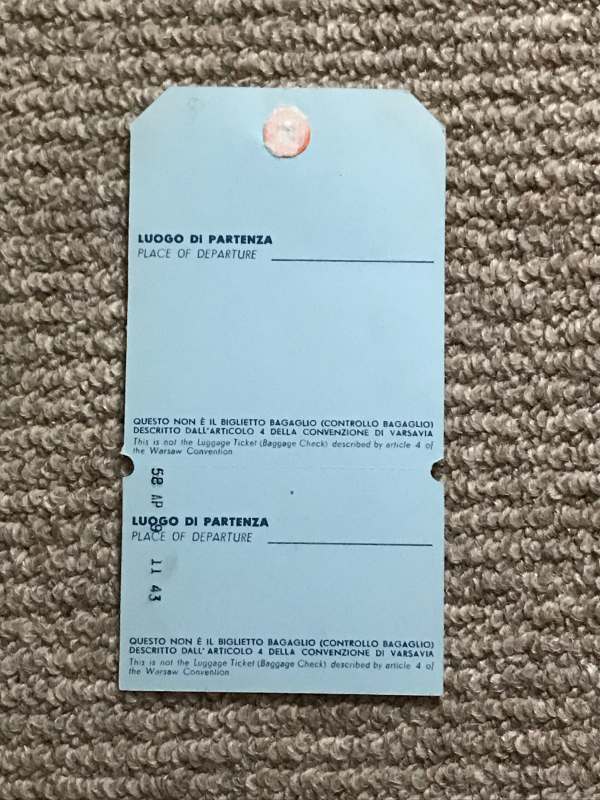 LUOGO DI PARTENZA
PLACE OF DEPARTURE
QUESTO NON È IL BIGLIETTO BAGAGLIO (CONTROLLO BAGAGLIO)
DESCRITTO DALL'ARTICOLO 4 DELLA CONVENZIONE DI VARSAVIA
This is not the Luggage Ticket (Baggage Check) described by article 4 of
the Warsaw Convention
58 AP 9 11 43
LUOGO DI PARTENZA
PLACE OF DEPARTURE
QUESTO NON È IL BIGLIETTO BAGAGLIO (CONTROLLO BAGAGLIO)
DESCRITTO DALL'ARTICOLO 4 DELLA CONVENZIONE DI VARSAVIA
This is not the Luggage Ticket (Baggage Check) described by article 4 of
the Warsaw Convention